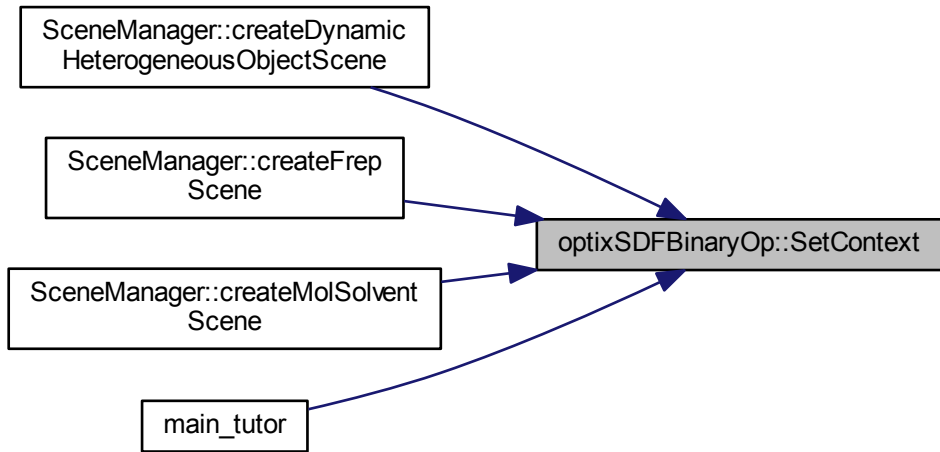 SceneManager::createDynamic
HeterogeneousObjectScene
SceneManager::createFrep
Scene
optixSDFBinaryOp::SetContext
SceneManager::createMolSolvent
Scene
main_tutor